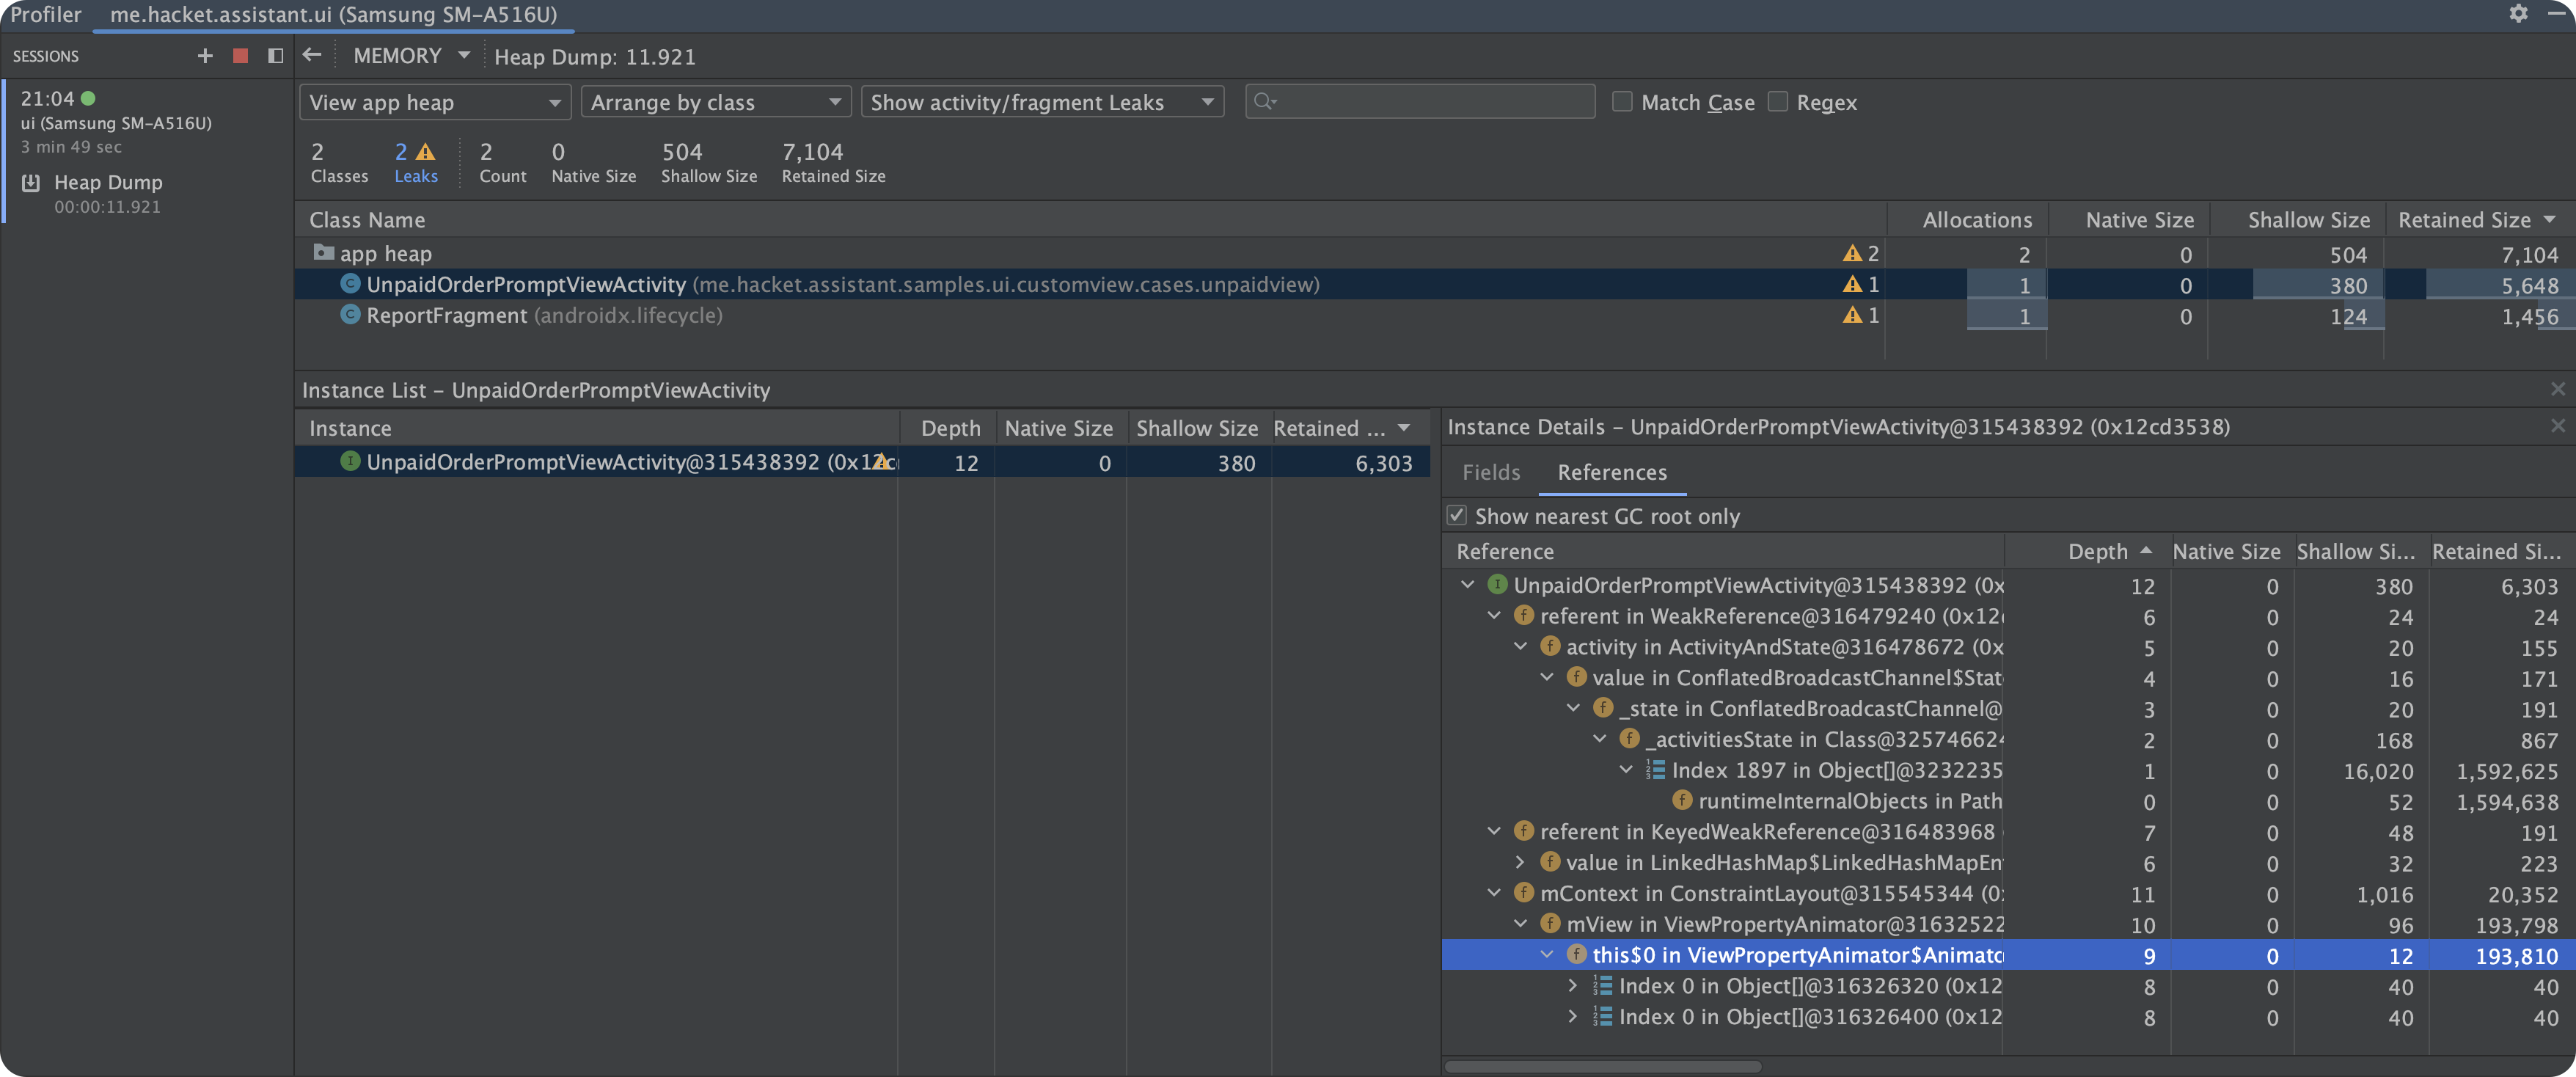 Profiler me.hacket.assistant.ui (Samsung SM-A516U)
SESSIONS MEMORY Heap Dump: 11.921
21:04
ui (Samsung SM-A516U)
3 min 49 sec
Heap Dump
00:00:11.921
View app heap Arrange by class Show activity/fragment Leaks Match Case Regex
2 2 2 0 504 7,104
Classes Leaks Count Native Size Shallow Size Retained Size
Class Name Allocations Native Size Shallow Size Retained Size
app heap 2 2 0 504 7,104
UnpaidOrderPromptViewActivity (me.hacket.assistant.samples.ui.customview.cases.unpaidview) 1 1 0 380 5,648
ReportFragment (androidx.lifecycle) 1 1 0 124 1,456
Instance List - UnpaidOrderPromptViewActivity
Instance Depth Native Size Shallow Size Retained ...
UnpaidOrderPromptViewActivity@315438392 12 0 380 6,303
Instance Details - UnpaidOrderPromptViewActivity@315438392 (0x12cd3538)
Fields References
Show nearest GC root only
Reference Depth Native Size Shallow Si... Retained Si...
UnpaidOrderPromptViewActivity@315438392 (0x 12 0 380 6,303
referent in WeakReference@316479240 (0x12 6 0 24 24
activity in ActivityAndState@316478672 (0x 5 0 20 155
value in ConflatedBroadcastChannel$Stat 4 0 16 171
_state in ConflatedBroadcastChannel@ 3 0 20 191
_activitiesState in Class@325746624 2 0 168 867
Index 1897 in Object[]@3232235 1 0 16,020 1,592,625
runtimeInternalObjects in Path 0 0 52 1,594,638
referent in KeyedWeakReference@316483968 7 0 48 191
value in LinkedHashMap$LinkedHashMapEn 6 0 32 223
mContext in ConstraintLayout@315545344 (0 11 0 1,016 20,352
mView in ViewPropertyAnimator@31632522 10 0 96 193,798
this$0 in ViewPropertyAnimator$Animato 9 0 12 193,810
Index 0 in Object[]@316326320 (0x12 8 0 40 40
Index 0 in Object[]@316326400 (0x12 8 0 40 40